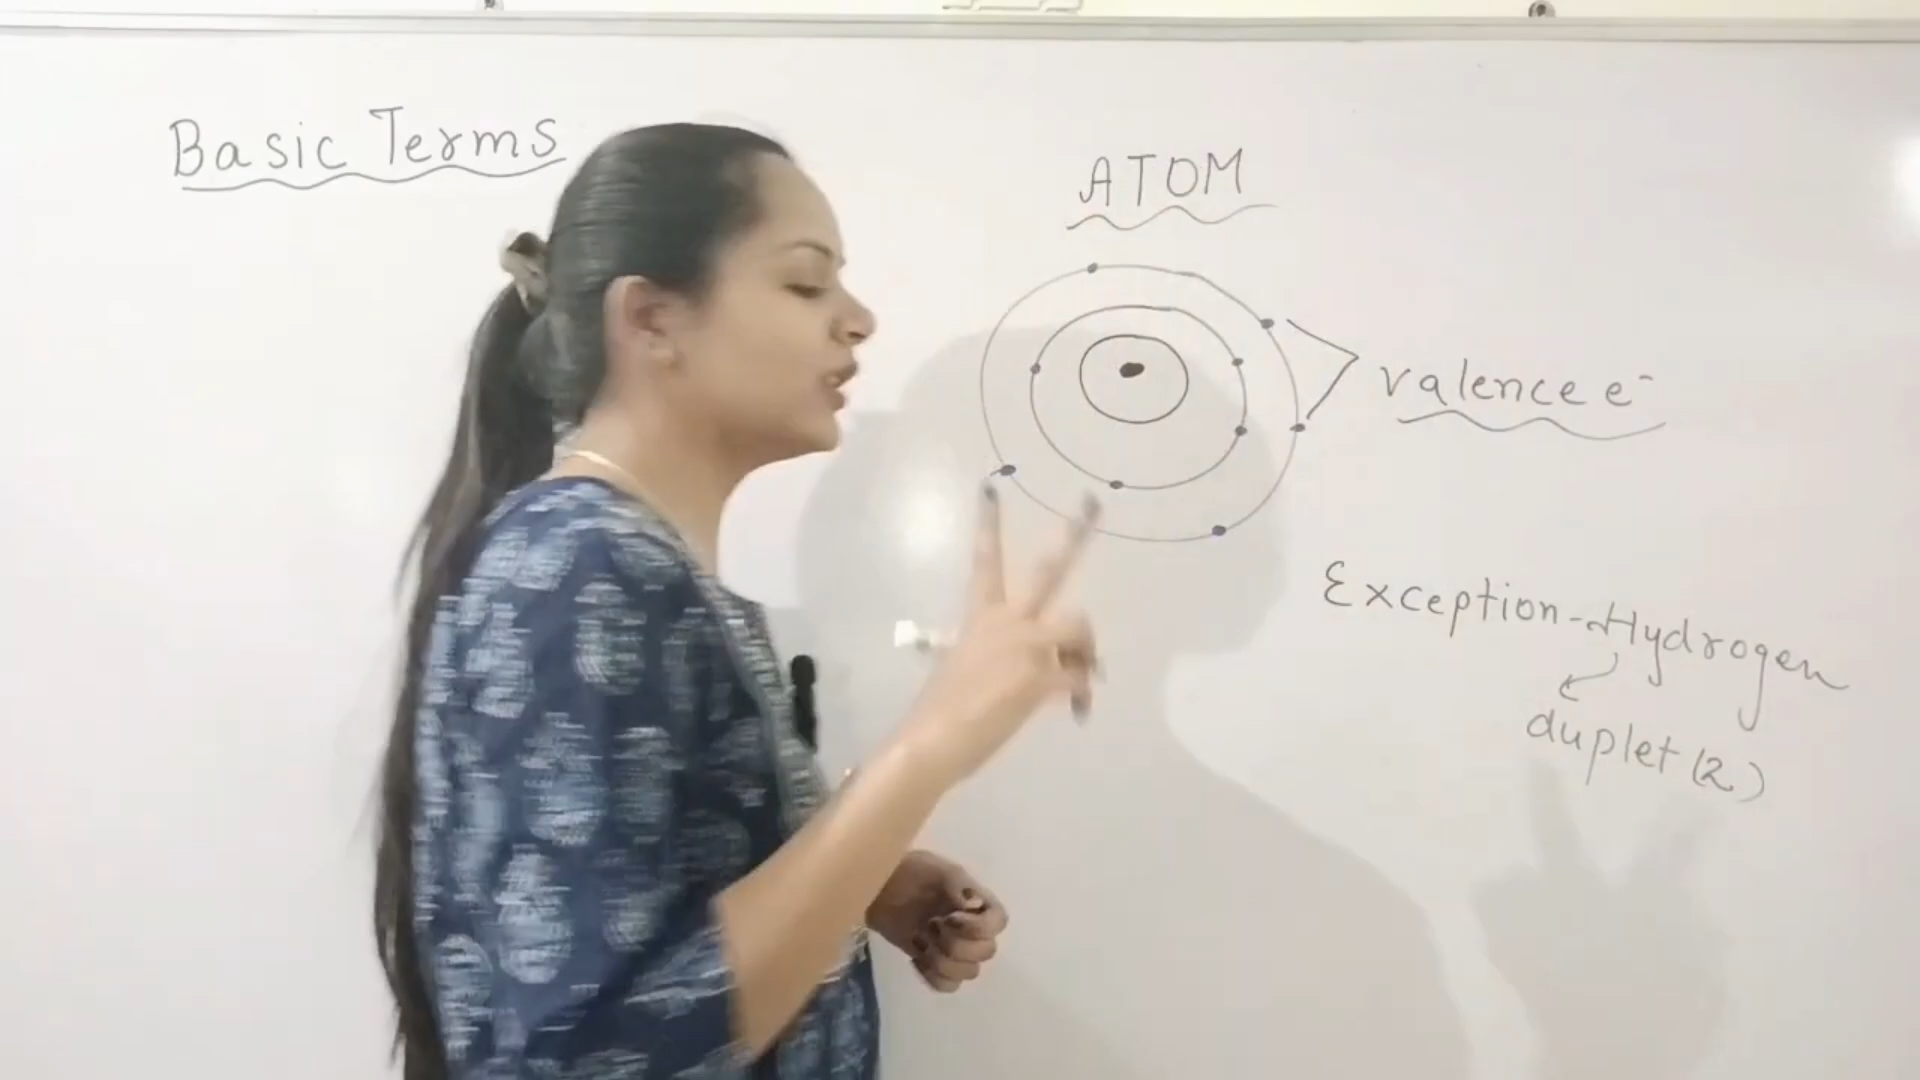 Basic Terms
ATOM
valence e⁻
Exception-Hydrogen
duplet (2)